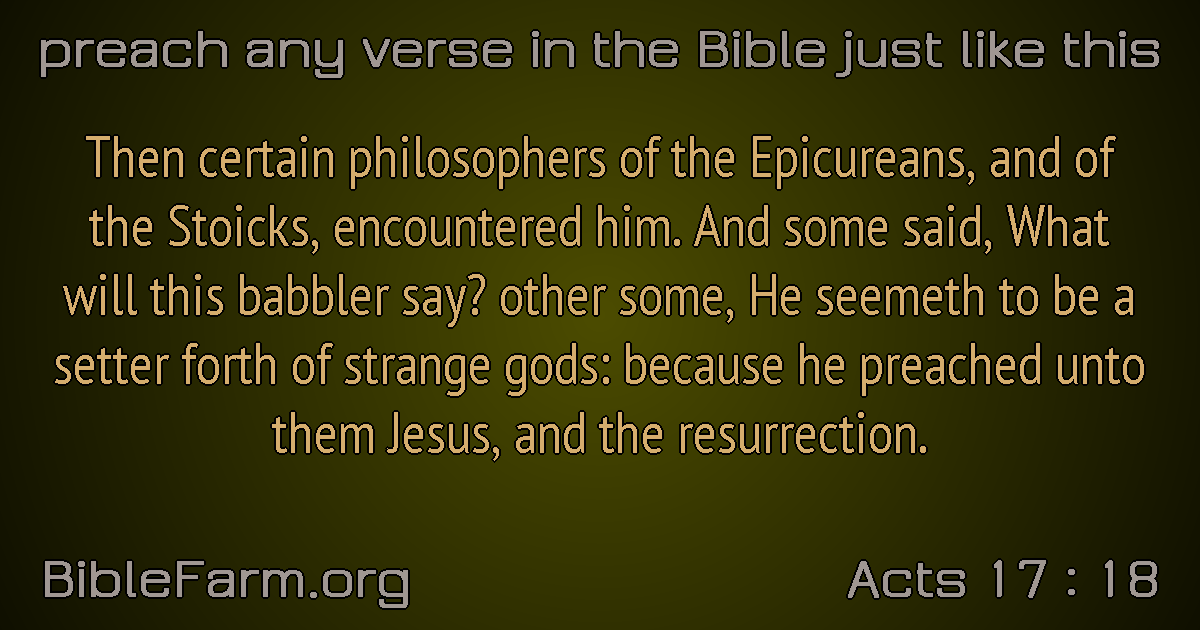 preach any verse in the Bible just like this
Then certain philosophers of the Epicureans, and of
the Stoicks, encountered him. And some said, What
will this babbler say? other some, He seemeth to be a
setter forth of strange gods: because he preached unto
them Jesus, and the resurrection.
BibleFarm.org
Acts 17 : 18